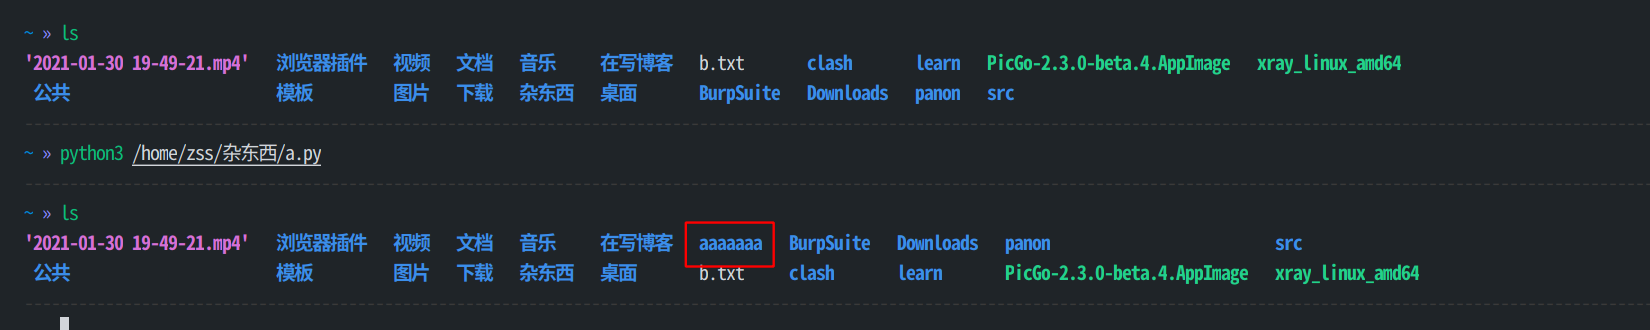 ~ » ls
'2021-01-30 19-49-21.mp4' 浏览器插件 视频 文档 音乐 在写博客 b.txt clash learn PicGo-2.3.0-beta.4.AppImage xray_linux_amd64
公共 模板 图片 下载 杂东西 桌面 BurpSuite Downloads panon src
~ » python3 /home/zss/杂东西/a.py
~ » ls
'2021-01-30 19-49-21.mp4' 浏览器插件 视频 文档 音乐 在写博客 aaaaaaa BurpSuite Downloads panon src
公共 模板 图片 下载 杂东西 桌面 b.txt clash learn PicGo-2.3.0-beta.4.AppImage xray_linux_amd64